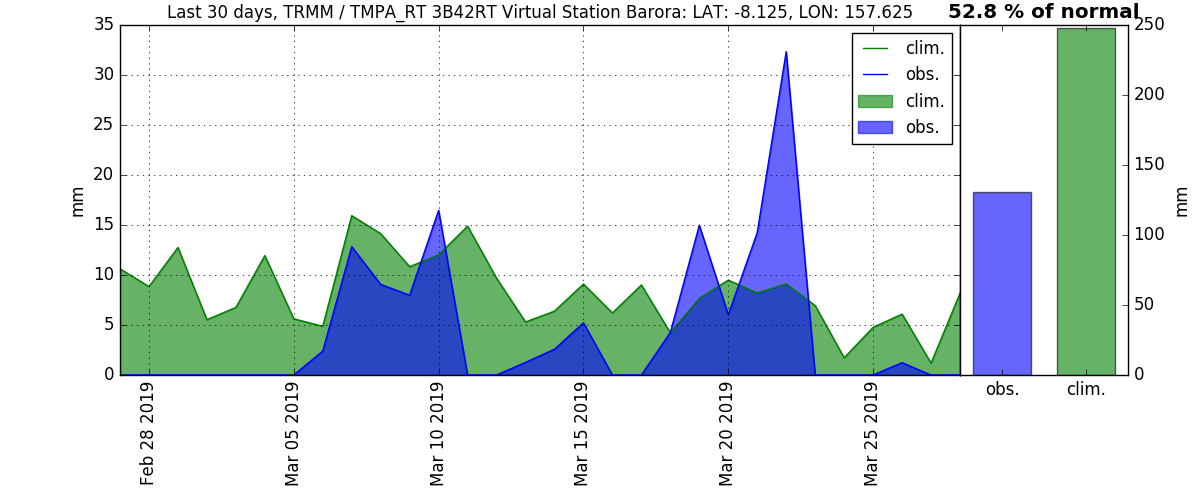 Last 30 days, TRMM / TMPA_RT 3B42RT Virtual Station Barora: LAT: -8.125, LON: 157.625
52.8 % of normal
35
30
25
20
15
10
5
0
mm
clim.
obs.
clim.
obs.
250
200
150
100
50
0
mm
Feb 28 2019
Mar 05 2019
Mar 10 2019
Mar 15 2019
Mar 20 2019
Mar 25 2019
obs.
clim.